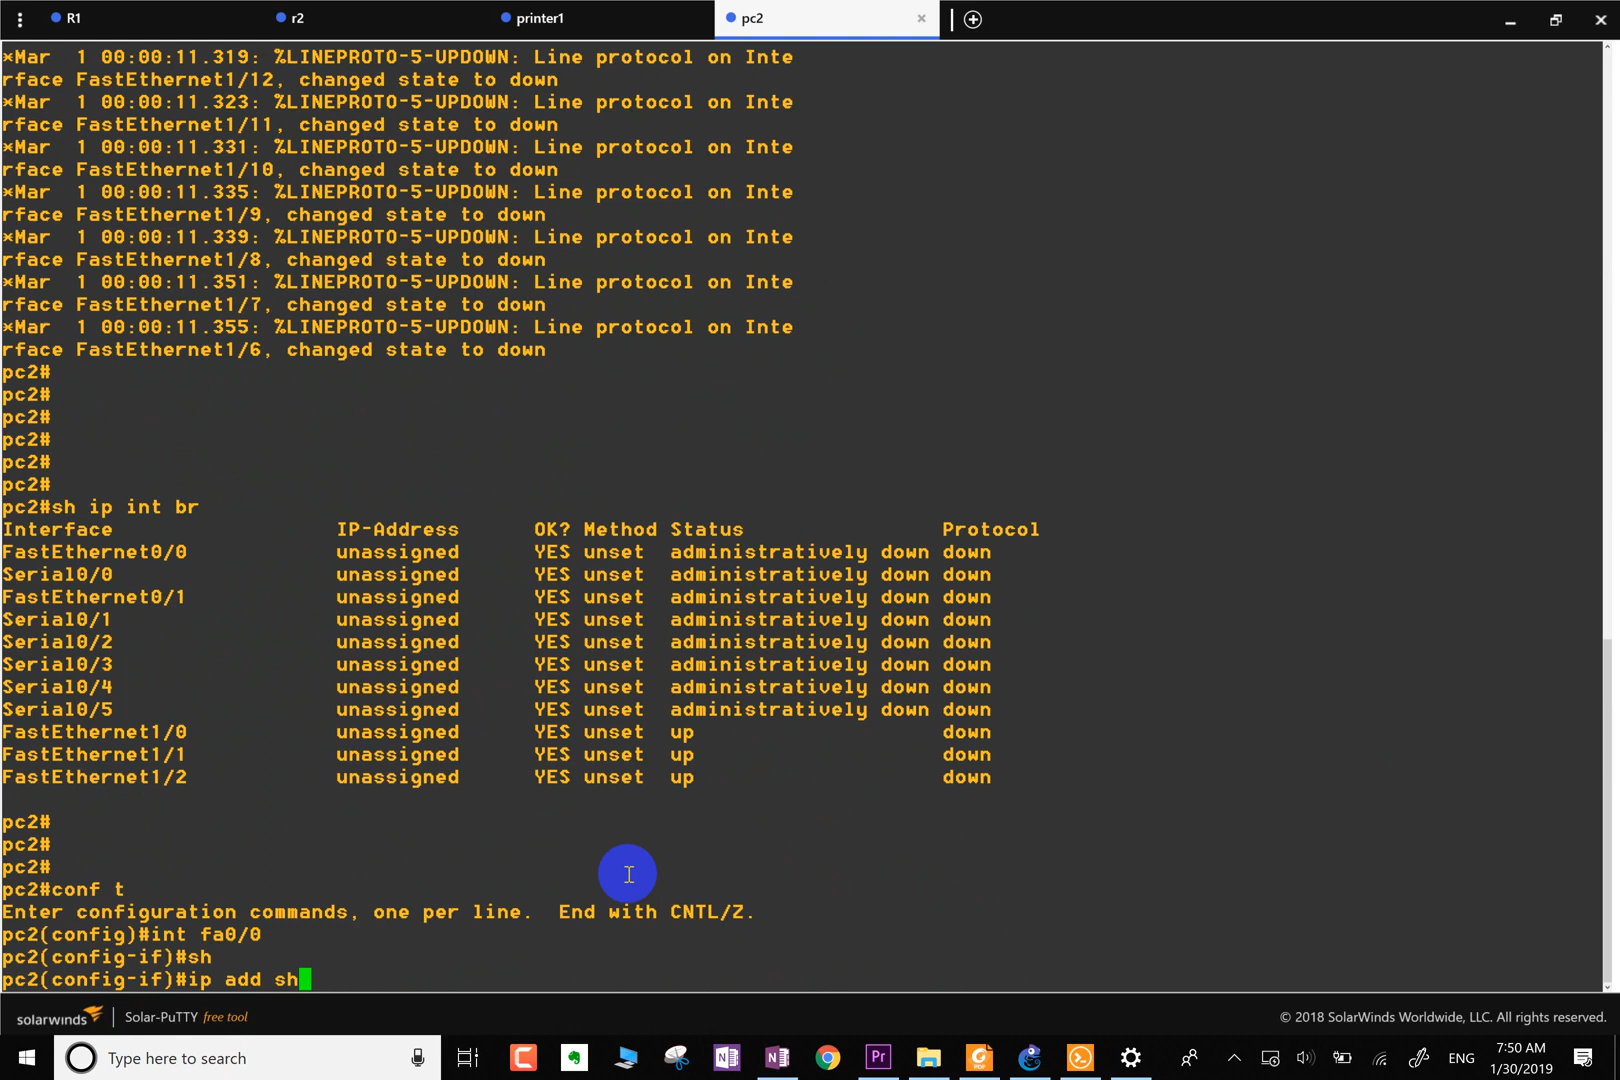 R1
r2
printer1
pc2
*Mar  1 00:00:11.319: %LINEPROTO-5-UPDOWN: Line protocol on Inte
rface FastEthernet1/12, changed state to down
*Mar  1 00:00:11.323: %LINEPROTO-5-UPDOWN: Line protocol on Inte
rface FastEthernet1/11, changed state to down
*Mar  1 00:00:11.331: %LINEPROTO-5-UPDOWN: Line protocol on Inte
rface FastEthernet1/10, changed state to down
*Mar  1 00:00:11.335: %LINEPROTO-5-UPDOWN: Line protocol on Inte
rface FastEthernet1/9, changed state to down
*Mar  1 00:00:11.339: %LINEPROTO-5-UPDOWN: Line protocol on Inte
rface FastEthernet1/8, changed state to down
*Mar  1 00:00:11.351: %LINEPROTO-5-UPDOWN: Line protocol on Inte
rface FastEthernet1/7, changed state to down
*Mar  1 00:00:11.355: %LINEPROTO-5-UPDOWN: Line protocol on Inte
rface FastEthernet1/6, changed state to down
pc2#
pc2#
pc2#
pc2#
pc2#
pc2#
pc2#sh ip int br
Interface IP-Address OK? Method Status Protocol
FastEthernet0/0 unassigned YES unset administratively down down
Serial0/0 unassigned YES unset administratively down down
FastEthernet0/1 unassigned YES unset administratively down down
Serial0/1 unassigned YES unset administratively down down
Serial0/2 unassigned YES unset administratively down down
Serial0/3 unassigned YES unset administratively down down
Serial0/4 unassigned YES unset administratively down down
Serial0/5 unassigned YES unset administratively down down
FastEthernet1/0 unassigned YES unset up down
FastEthernet1/1 unassigned YES unset up down
FastEthernet1/2 unassigned YES unset up down
pc2#
pc2#
pc2#
pc2#conf t
Enter configuration commands, one per line.  End with CNTL/Z.
pc2(config)#int fa0/0
pc2(config-if)#sh
pc2(config-if)#ip add sh
solarwinds Solar-PuTTY free tool
© 2018 SolarWinds Worldwide, LLC. All rights reserved.
Type here to search
Pr
PDF
ENG
7:50 AM
1/30/2019